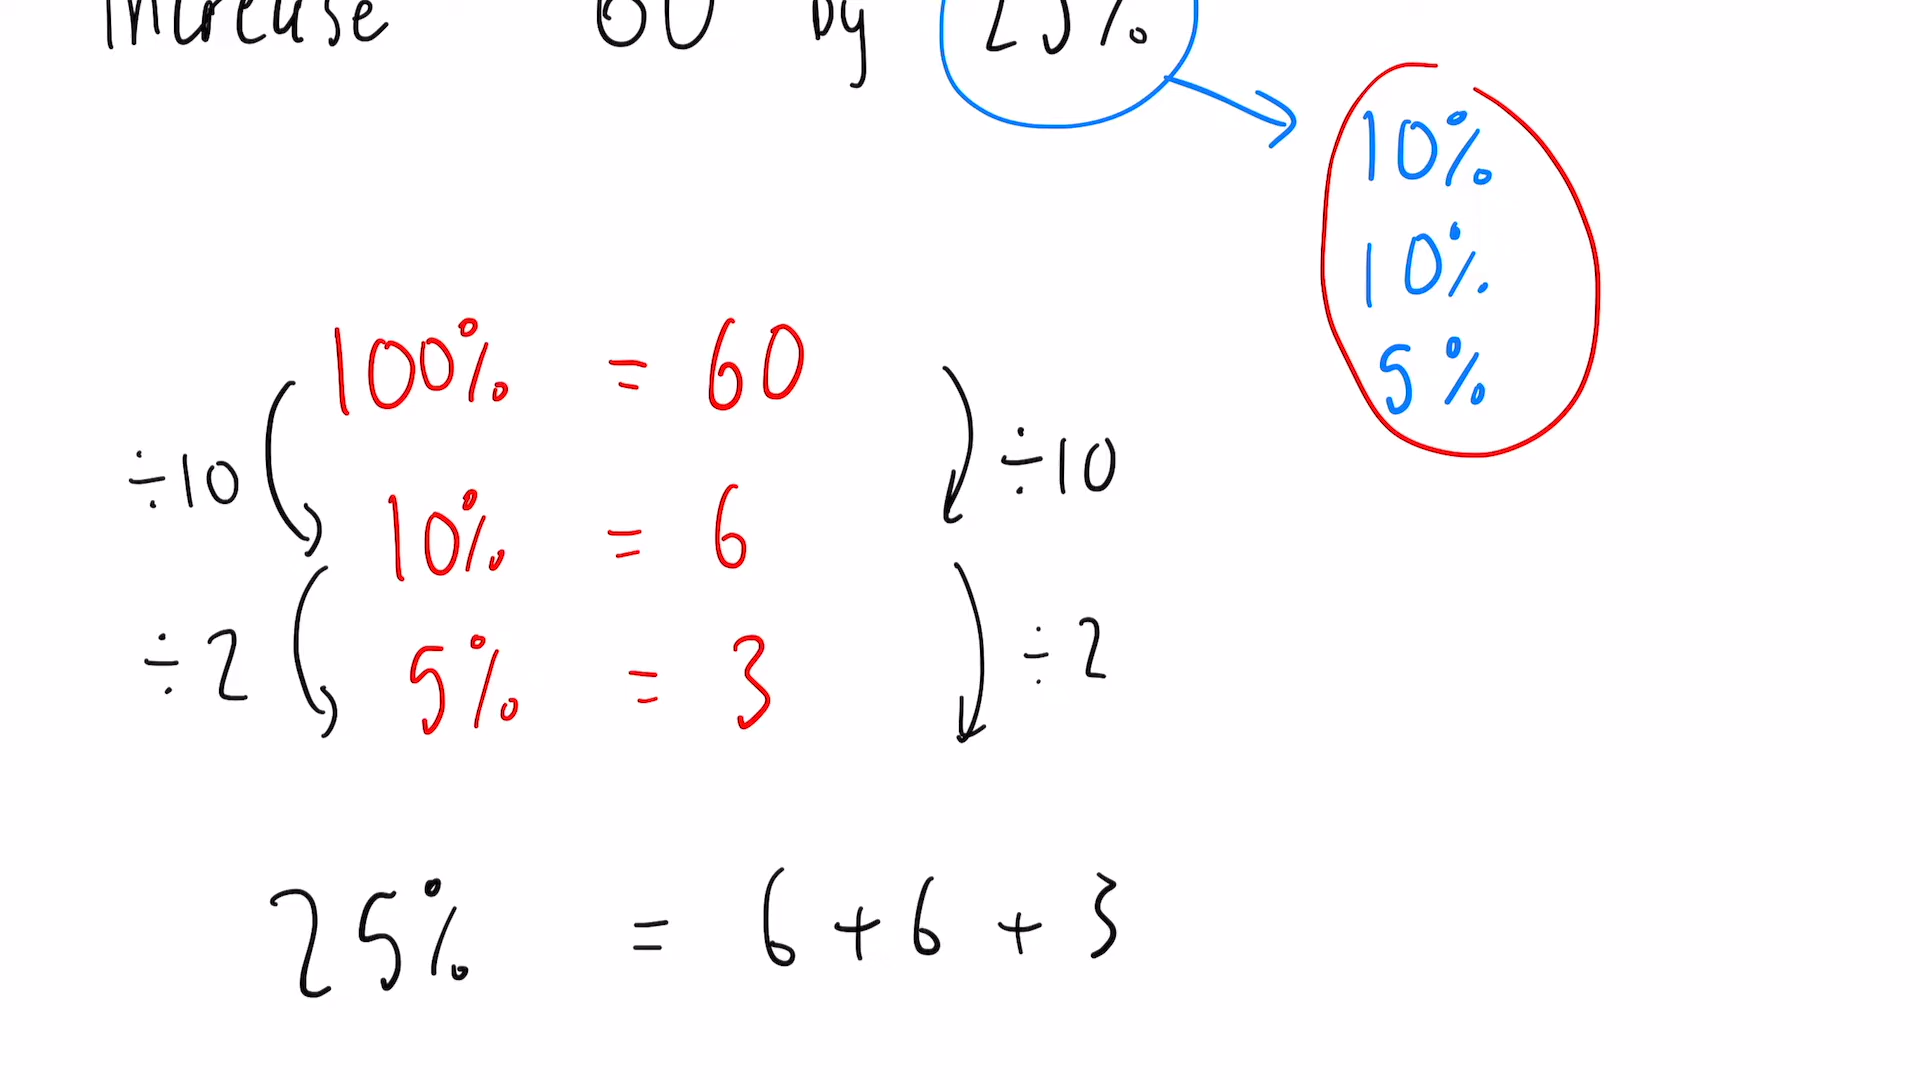 Increase 60 by 25%
10%
10%
5%
100% = 60
÷10 ÷10
10% = 6
÷2 ÷2
5% = 3
25% = 6 + 6 + 3